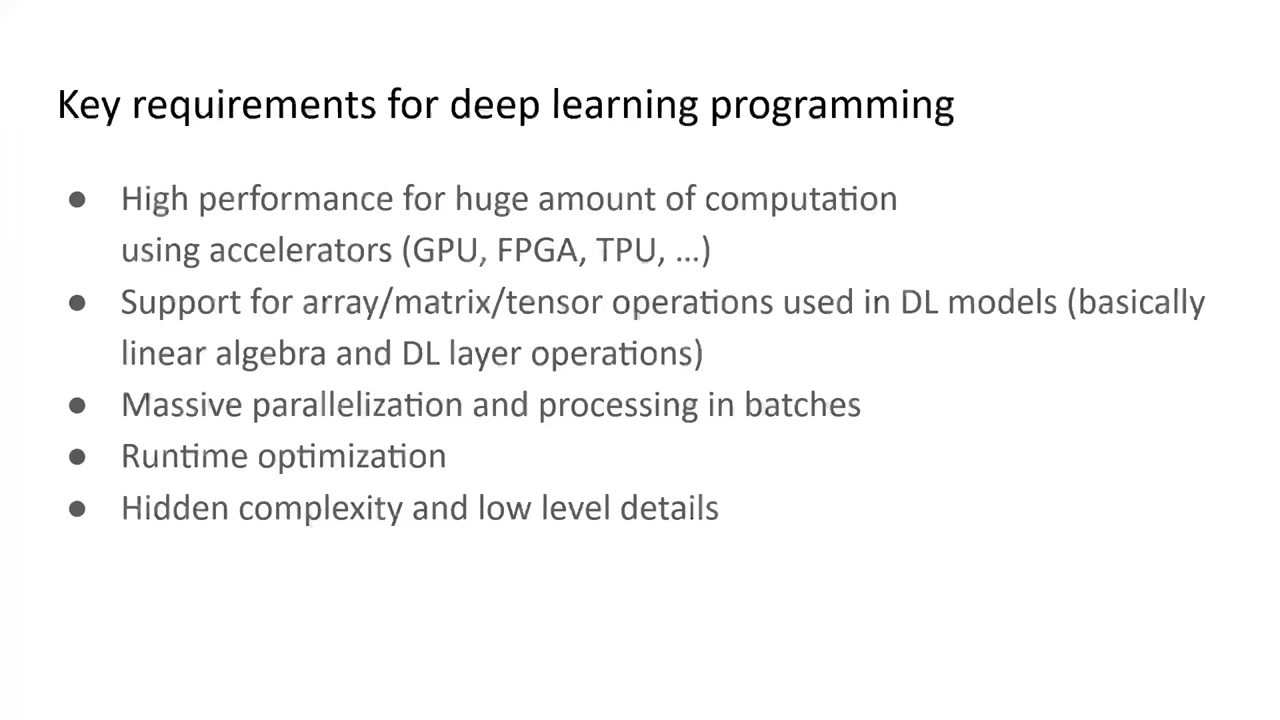 Key requirements for deep learning programming
● High performance for huge amount of computation
using accelerators (GPU, FPGA, TPU, ...)
● Support for array/matrix/tensor operations used in DL models (basically
linear algebra and DL layer operations)
● Massive parallelization and processing in batches
● Runtime optimization
● Hidden complexity and low level details